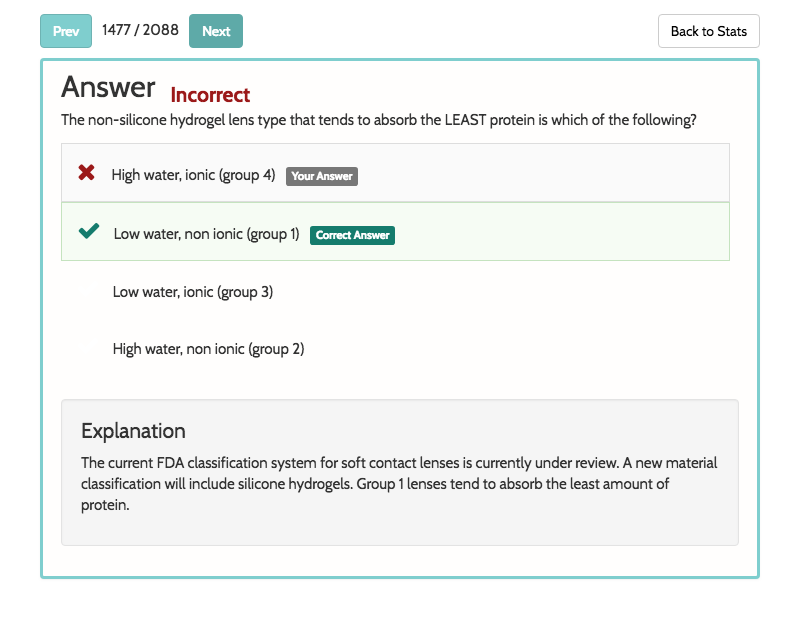 Prev 1477 / 2088 Next Back to Stats
Answer Incorrect
The non-silicone hydrogel lens type that tends to absorb the LEAST protein is which of the following?
High water, ionic (group 4) Your Answer
Low water, non ionic (group 1) Correct Answer
Low water, ionic (group 3)
High water, non ionic (group 2)
Explanation
The current FDA classification system for soft contact lenses is currently under review. A new material
classification will include silicone hydrogels. Group 1 lenses tend to absorb the least amount of
protein.